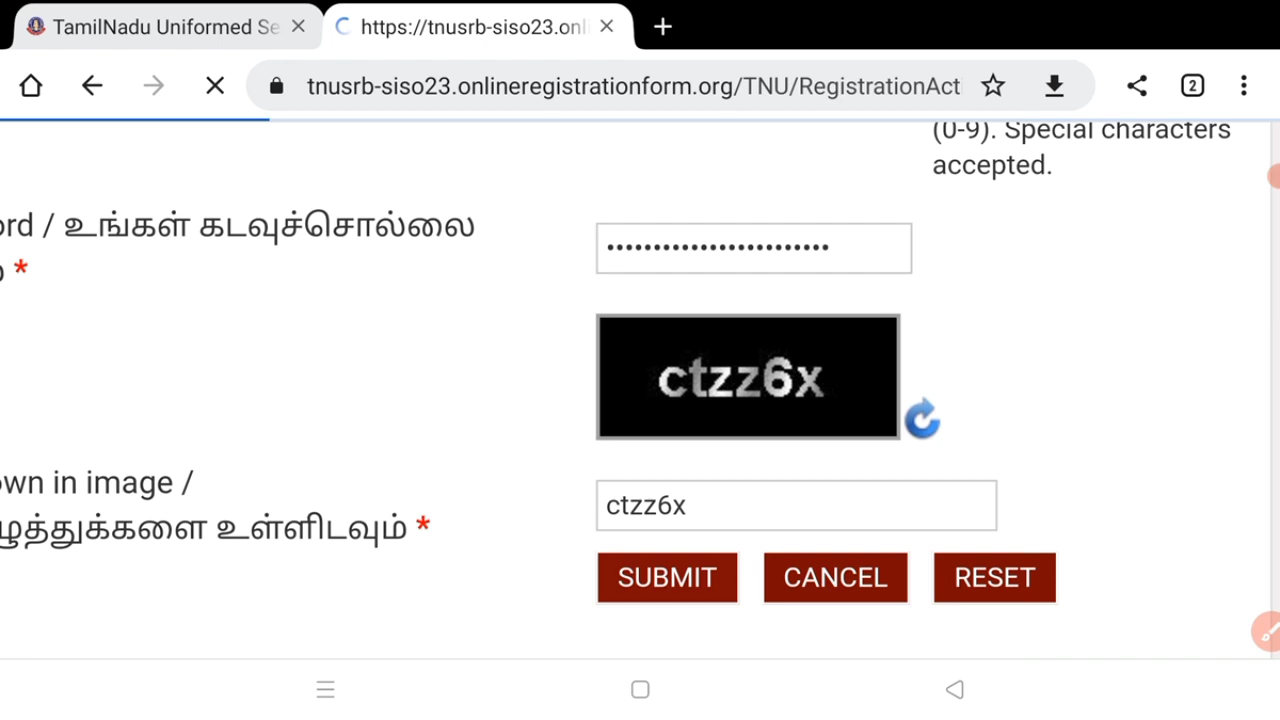 TamilNadu Uniformed Se
https://tnusrb-siso23.onli
tnusrb-siso23.onlineregistrationform.org/TNU/RegistrationAct
2
(0-9). Special characters
accepted.
ord / உங்கள் கடவுச்சொல்லை
*
ctzz6x
own in image /
ழுத்துக்களை உள்ளிடவும் *
ctzz6x
SUBMIT CANCEL RESET